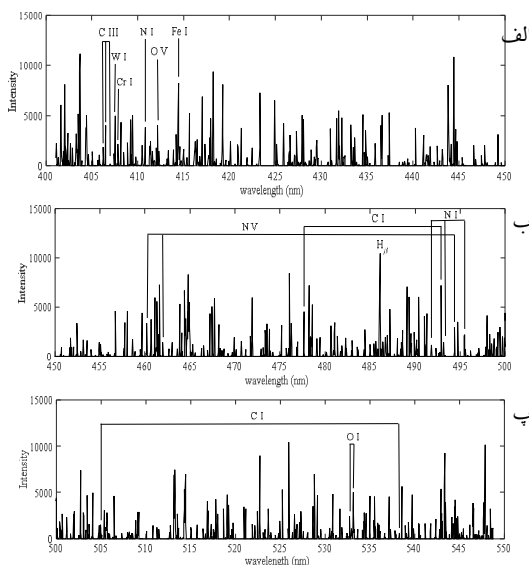 الف
15000
10000
5000
0
Intensity
C III
W I
Cr I
N I
O V
Fe I
400 405 410 415 420 425 430 435 440 445 450
wavelength (nm)
ب
15000
10000
5000
0
Intensity
N V
C I
N I
H
450 455 460 465 470 475 480 485 490 495 500
wavelength (nm)
پ
15000
10000
5000
0
Intensity
C I
O I
500 505 510 515 520 525 530 535 540 545 550
wavelength (nm)